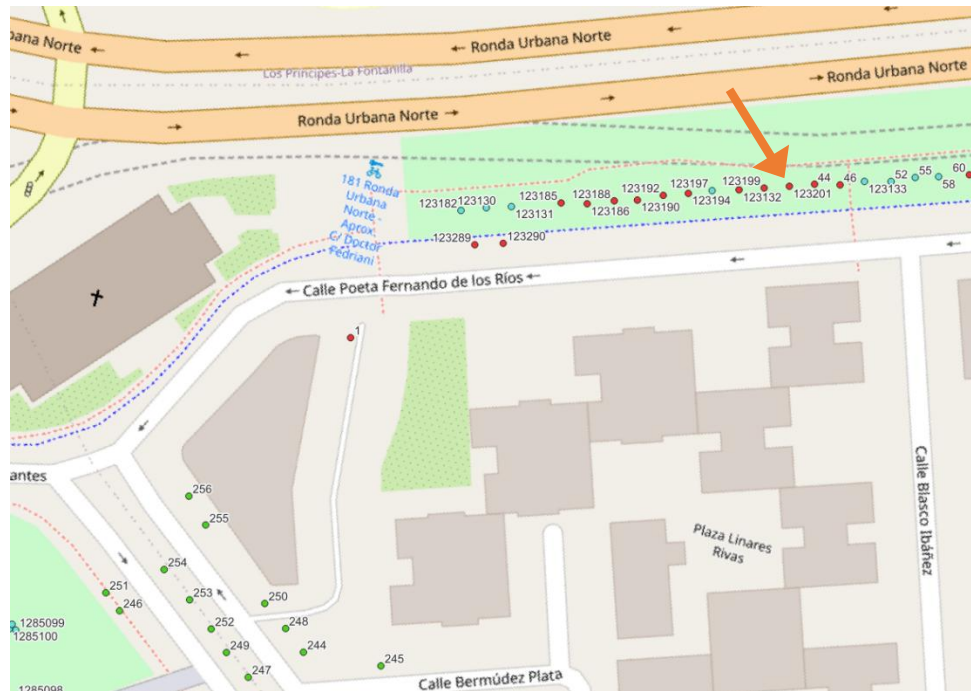 bana Norte
Ronda Urbana Norte
Los Príncipes-La Fontanilla
Ronda Urbana Norte
Ronda Urbana Norte
181 Ronda
Urbana
Norte -
Aprox.
C/ Doctor
Pedriani
123182
123130
123131
123185
123188
123186
123192
123190
123197
123194
123199
123132
123201
44
46
123133
52
55
58
60
123289
123290
Calle Poeta Fernando de los Ríos
1
antes
256
255
254
253
251
246
250
252
248
249
244
247
245
1285099
1285100
1285098
Plaza Linares
Rivas
Calle Blasco Ibáñez
Calle Bermúdez Plata